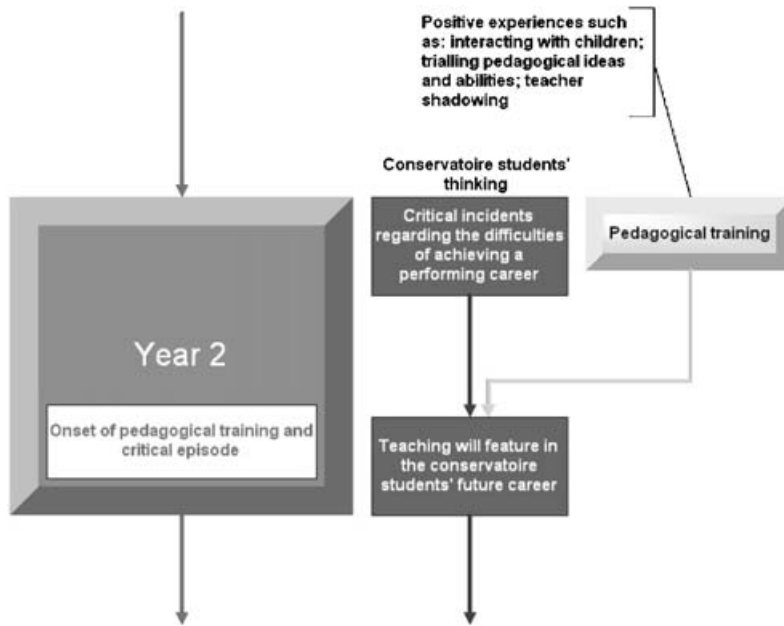 Positive experiences such
as: interacting with children;
trialling pedagogical ideas
and abilities; teacher
shadowing
Conservatoire students'
thinking
Critical incidents
regarding the difficulties
of achieving a
performing career
Pedagogical training
Year 2
Onset of pedagogical training and
critical episode
Teaching will feature in
the conservatoire
students' future career